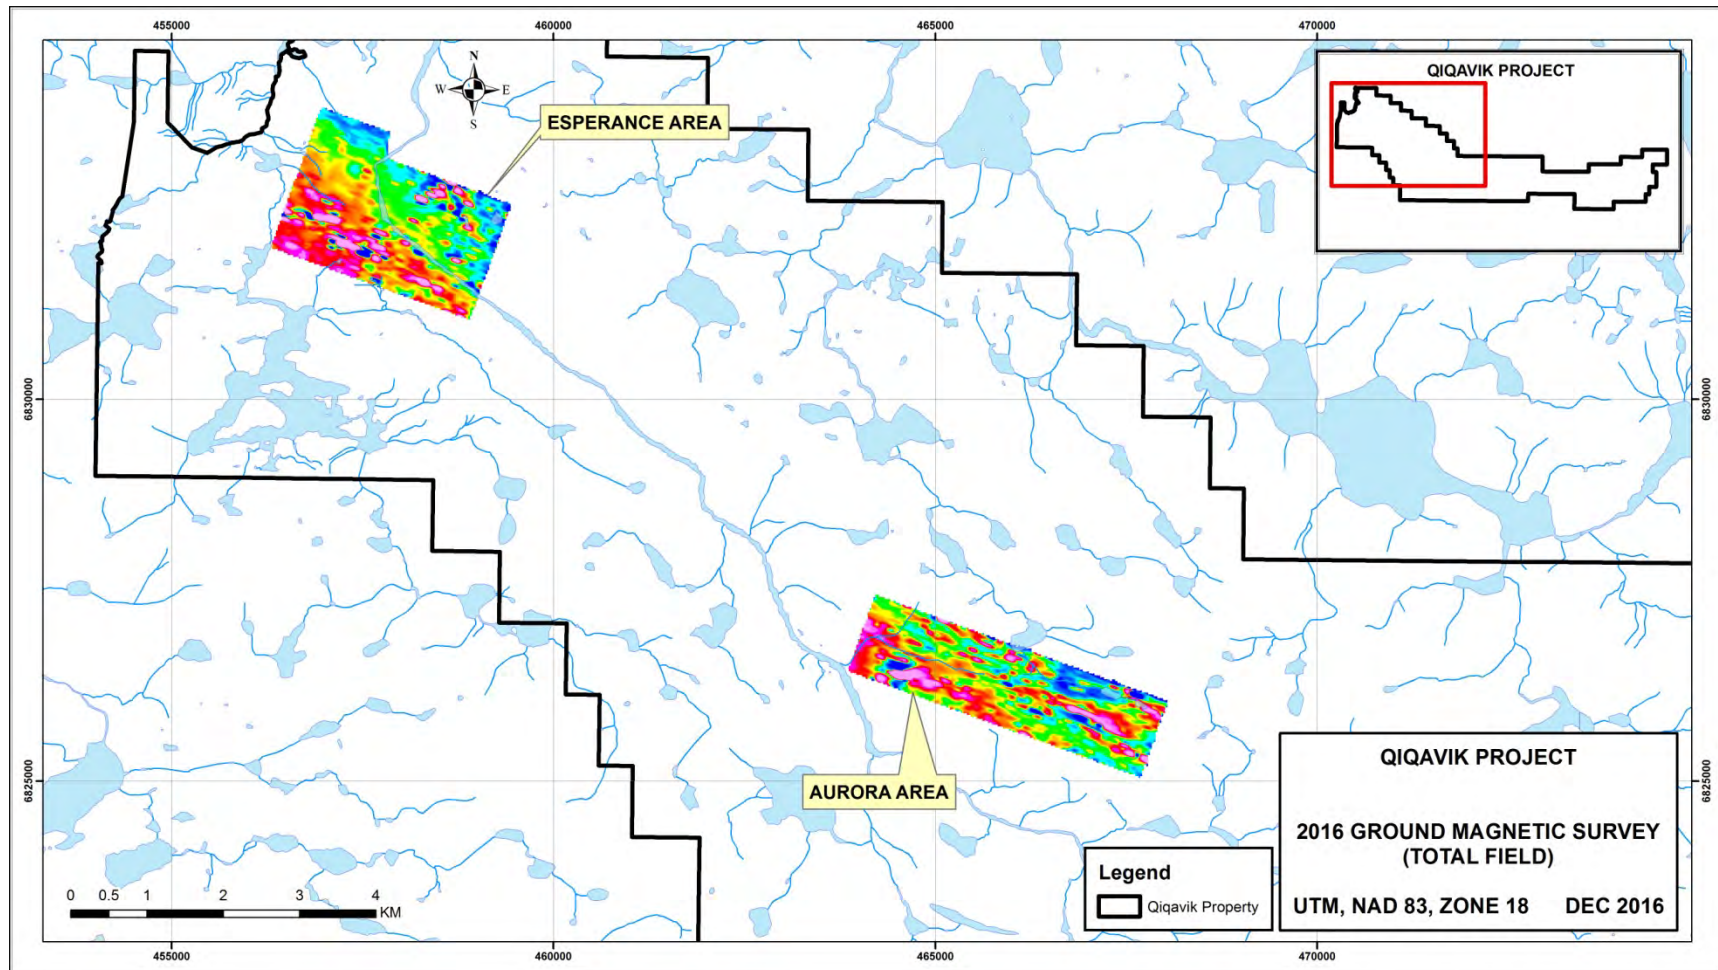 455000
460000
465000
470000
N
W
E
S
QIQAVIK PROJECT
ESPERANCE AREA
6830000
6830000
AURORA AREA
6825000
6825000
QIQAVIK PROJECT
2016 GROUND MAGNETIC SURVEY
(TOTAL FIELD)
UTM, NAD 83, ZONE 18 DEC 2016
Legend
Qiqavik Property
0 0.5 1 2 3 4
KM
455000
460000
465000
470000